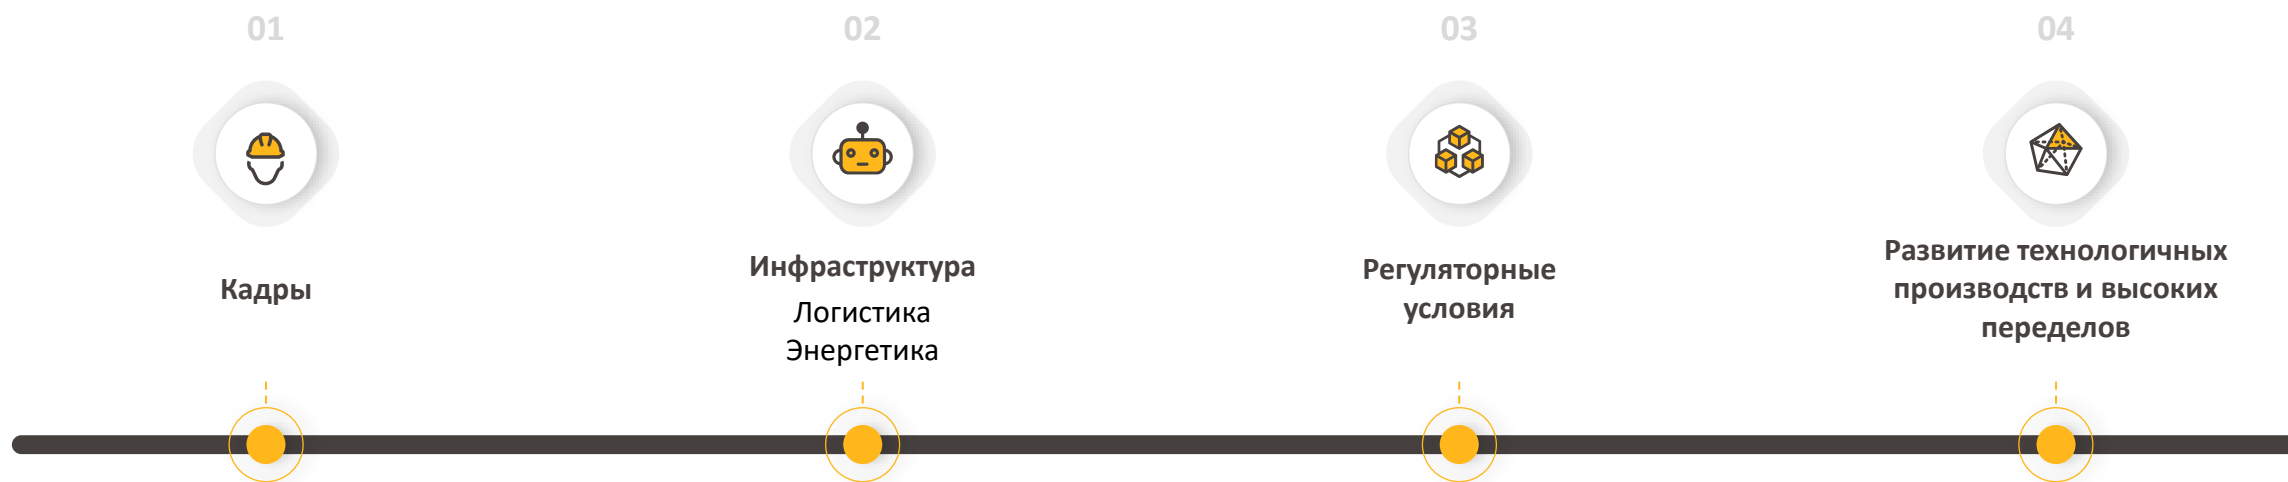 01
Кадры
02
Инфраструктура
Логистика
Энергетика
03
Регуляторные
условия
04
Развитие технологичных
производств и высоких
переделов